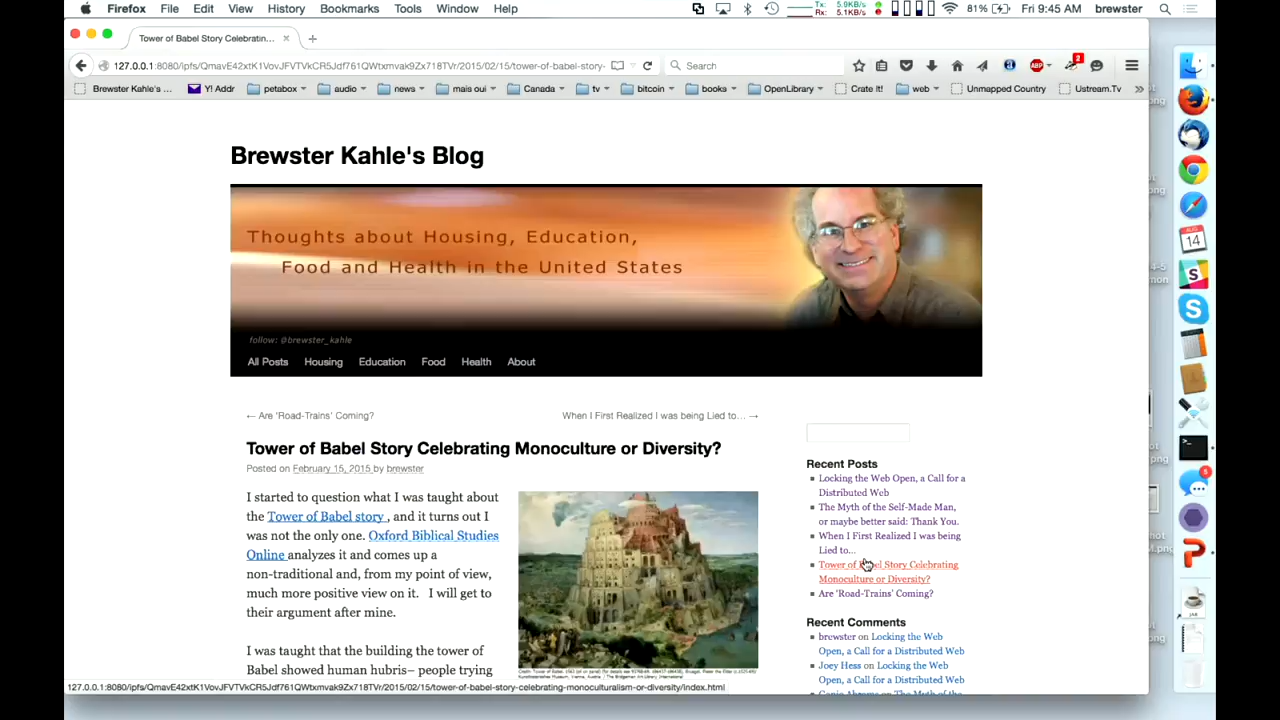 Firefox File Edit View History Bookmarks Tools Window Help
Tx: 5.9KB/s
Rx: 5.1KB/s
81% Fri 9:45 AM brewster
Tower of Babel Story Celebratin...
127.0.0.1:8080/ipfs/QmavE42xtK1VovJFVTVkCR5Jdf761QWtxmvak9Zx718TVr/2015/02/15/tower-of-babel-story-
Search
ABP
2
Brewster Kahle's ... Y! Addr petabox audio news mais oui Canada tv bitcoin books OpenLibrary Crate It! web Unmapped Country Ustream.Tv
Brewster Kahle's Blog
Thoughts about Housing, Education,
Food and Health in the United States
follow: @brewster_kahle
All Posts Housing Education Food Health About
← Are 'Road-Trains' Coming?
When I First Realized I was being Lied to... →
Tower of Babel Story Celebrating Monoculture or Diversity?
Posted on February 15, 2015 by brewster
I started to question what I was taught about
the Tower of Babel story , and it turns out I
was not the only one. Oxford Biblical Studies
Online analyzes it and comes up a
non-traditional and, from my point of view,
much more positive view on it. I will get to
their argument after mine.
I was taught that the building the tower of
Babel showed human hubris– people trying
Recent Posts
Locking the Web Open, a Call for a
Distributed Web
The Myth of the Self-Made Man,
or maybe better said: Thank You.
When I First Realized I was being
Lied to...
Tower of Babel Story Celebrating
Monoculture or Diversity?
Are 'Road-Trains' Coming?
Recent Comments
brewster on Locking the Web
Open, a Call for a Distributed Web
Joey Hess on Locking the Web
Open, a Call for a Distributed Web
127.0.0.1:8080/ipfs/QmavE42xtK1VovJFVTVkCR5Jdf761QWtxmvak9Zx718TVr/2015/02/15/tower-of-babel-story-celebrating-monoculturalism-or-diversity/index.html
AUG
14
5
JAR